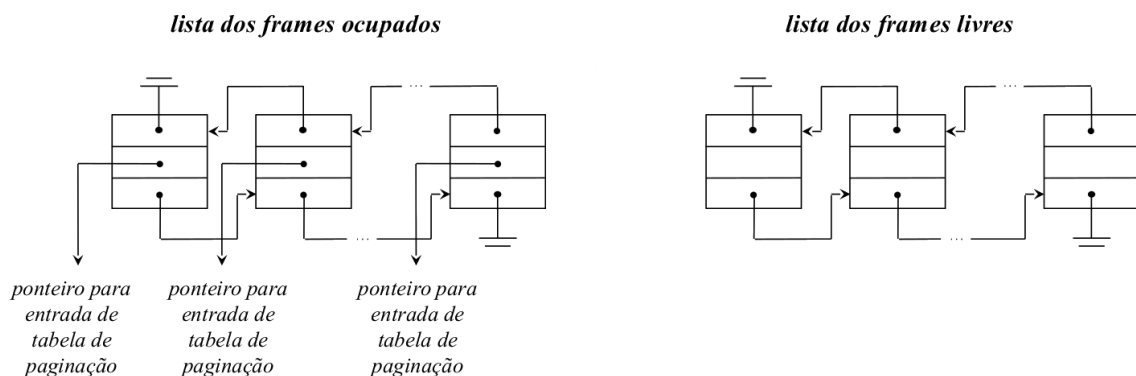 lista dos frames ocupados
lista dos frames livres
...
...
...
...
ponteiro para
entrada de
tabela de
paginação
ponteiro para
entrada de
tabela de
paginação
ponteiro para
entrada de
tabela de
paginação